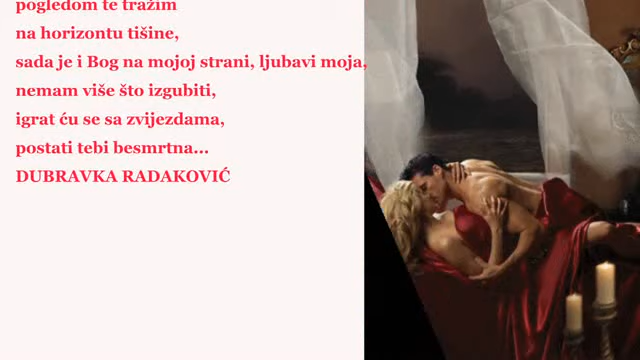 pogledom te tražim
na horizontu tišine,
sada je i Bog na mojoj strani, ljubavi moja,
nemam više što izgubiti,
igrat ću se sa zvijezdama,
postati tebi besmrtna...
DUBRAVKA RADAKOVIĆ